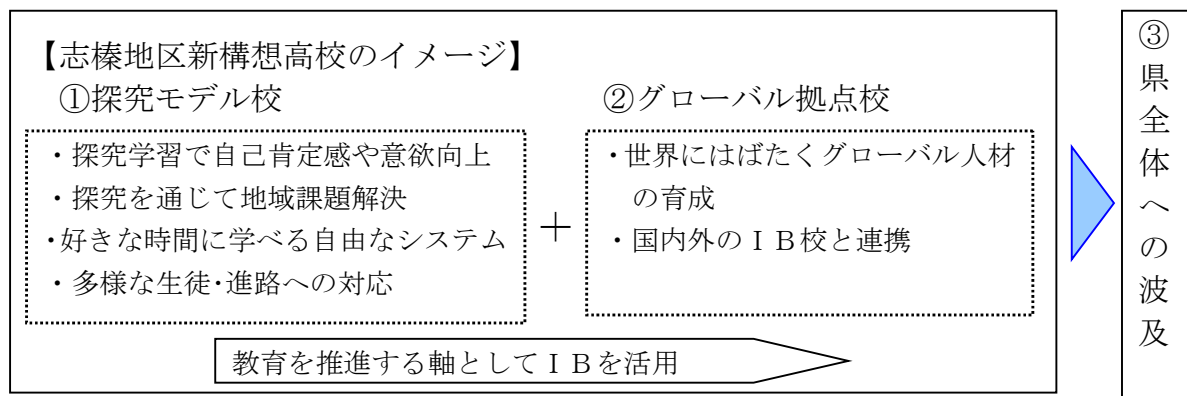 【志榛地区新構想高校のイメージ】
①探究モデル校
・探究学習で自己肯定感や意欲向上
・探究を通じて地域課題解決
・好きな時間に学べる自由なシステム
・多様な生徒・進路への対応
＋
②グローバル拠点校
・世界にはばたくグローバル人材
の育成
・国内外のＩＢ校と連携
教育を推進する軸としてＩＢを活用
③県全体への波及